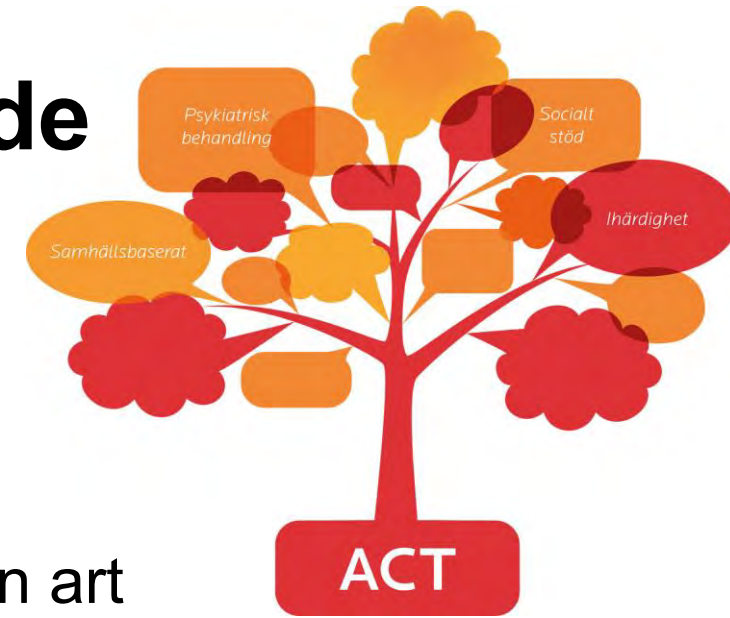 de
Psykiatrisk
behandling
Socialt
stöd
Ihärdighet
Samhällsbaserat
ACT
n art